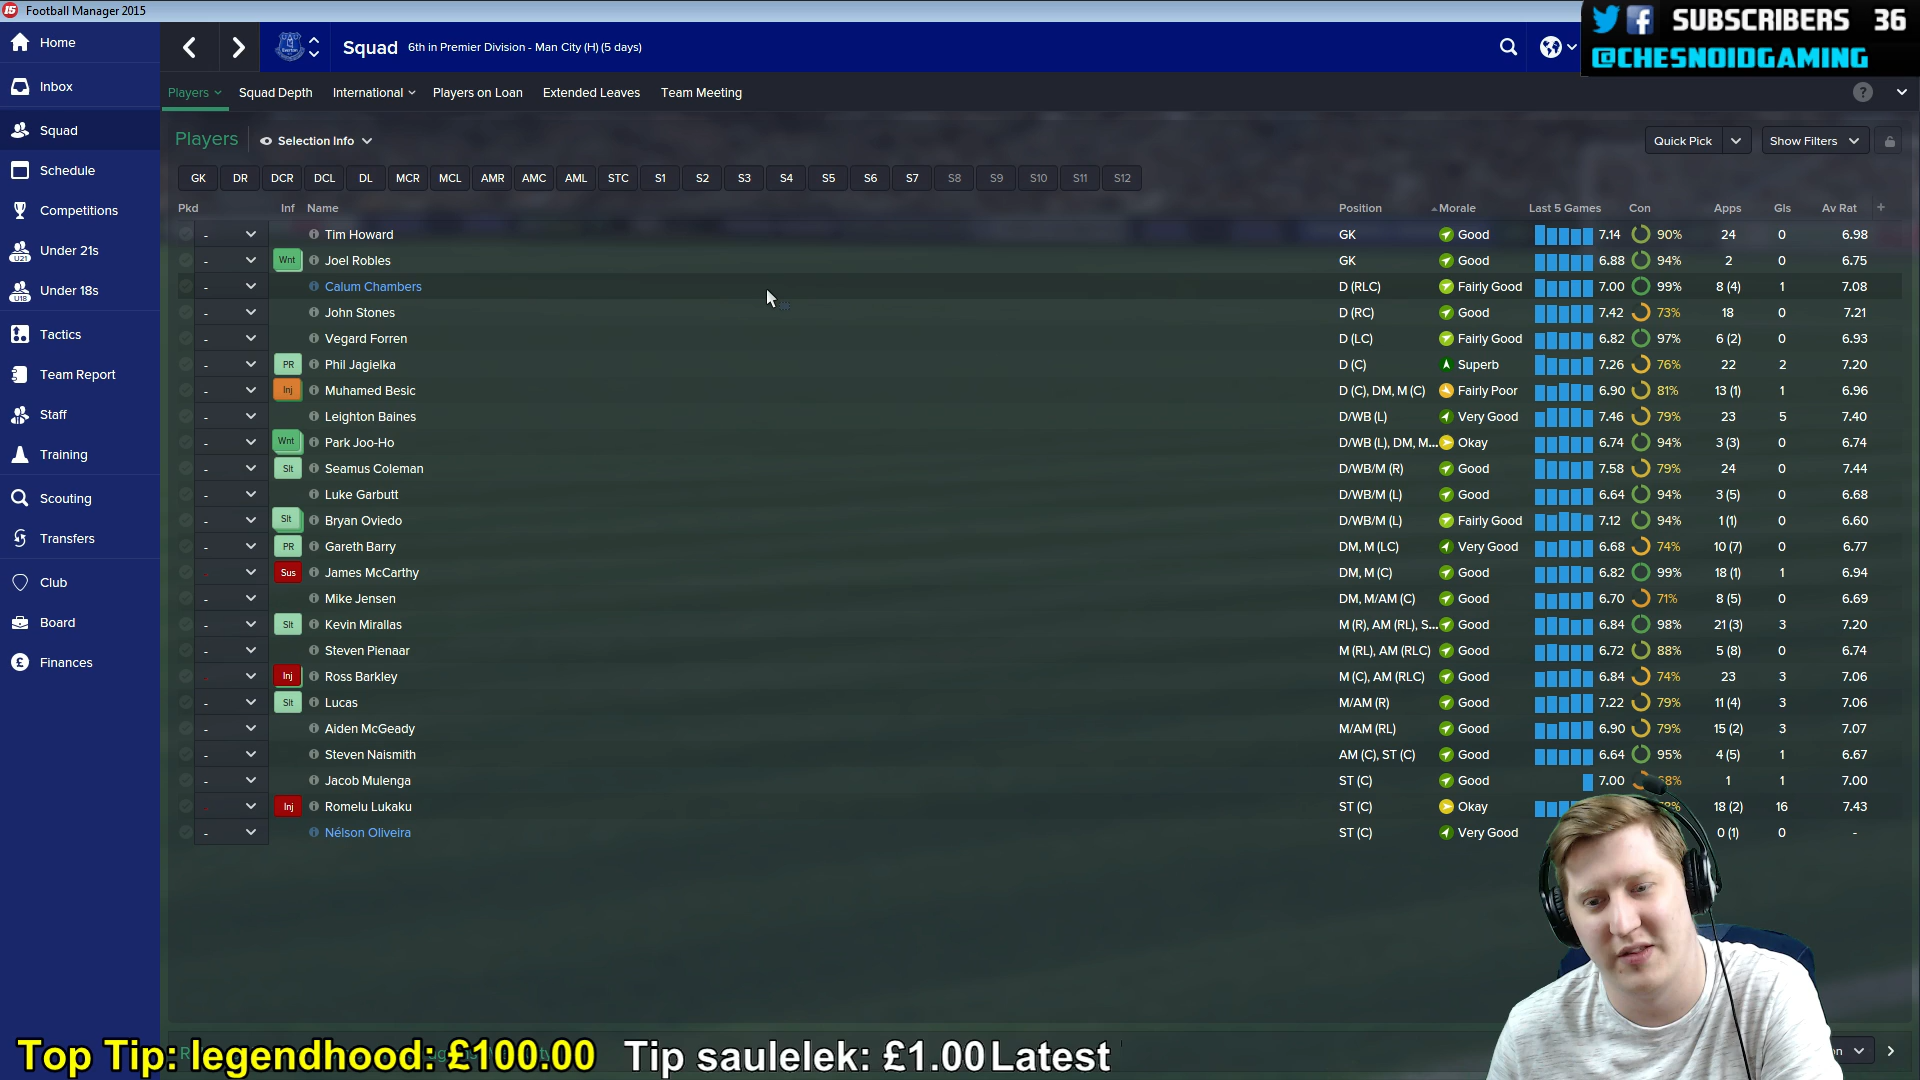 Football Manager 2015
SUBSCRIBERS 36
@CHESNOIDGAMING
Home
Inbox
Squad
Schedule
Competitions
Under 21s
Under 18s
Tactics
Team Report
Staff
Training
Scouting
Transfers
Club
Board
Finances
Squad 6th in Premier Division - Man City (H) (5 days)
Players Squad Depth International Players on Loan Extended Leaves Team Meeting
Players Selection Info Quick Pick Show Filters
GK DR DCR DCL DL MCR MCL AMR AMC AML STC S1 S2 S3 S4 S5 S6 S7 S8 S9 S10 S11 S12
Pkd Inf Name Position Morale Last 5 Games Con Apps Gls Av Rat +
- Tim Howard GK Good 7.14 90% 24 0 6.98
- Wnt Joel Robles GK Good 6.88 94% 2 0 6.75
- Calum Chambers D (RLC) Fairly Good 7.00 99% 8 (4) 1 7.08
- John Stones D (RC) Good 7.42 73% 18 0 7.21
- Vegard Forren D (LC) Fairly Good 6.82 97% 6 (2) 0 6.93
- PR Phil Jagielka D (C) Superb 7.26 76% 22 2 7.20
- Inj Muhamed Besic D (C), DM, M (C) Fairly Poor 6.90 81% 13 (1) 1 6.96
- Leighton Baines D/WB (L) Very Good 7.46 79% 23 5 7.40
- Wnt Park Joo-Ho D/WB (L), DM, M... Okay 6.74 94% 3 (3) 0 6.74
- Slt Seamus Coleman D/WB/M (R) Good 7.58 79% 24 0 7.44
- Luke Garbutt D/WB/M (L) Good 6.64 94% 3 (5) 0 6.68
- Slt Bryan Oviedo D/WB/M (L) Fairly Good 7.12 94% 1 (1) 0 6.60
- PR Gareth Barry DM, M (LC) Very Good 6.68 74% 10 (7) 0 6.77
- Sus James McCarthy DM, M (C) Good 6.82 99% 18 (1) 1 6.94
- Mike Jensen DM, M/AM (C) Good 6.70 71% 8 (5) 0 6.69
- Slt Kevin Mirallas M (R), AM (RL), S... Good 6.84 98% 21 (3) 3 7.20
- Steven Pienaar M (RL), AM (RLC) Good 6.72 88% 5 (8) 0 6.74
- Inj Ross Barkley M (C), AM (RLC) Good 6.84 74% 23 3 7.06
- Slt Lucas M/AM (R) Good 7.22 79% 11 (4) 3 7.06
- Aiden McGeady M/AM (RL) Good 6.90 79% 15 (2) 3 7.07
- Steven Naismith AM (C), ST (C) Good 6.64 95% 4 (5) 0 6.67
- Jacob Mulenga ST (C) Good 7.00 68% 1 1 7.00
- Inj Romelu Lukaku ST (C) Okay 18 (2) 16 7.43
- Nélson Oliveira ST (C) Very Good 0 (1) 0 -
Top Tip: legendhood: £100.00 Tip saulelek: £1.00 Latest